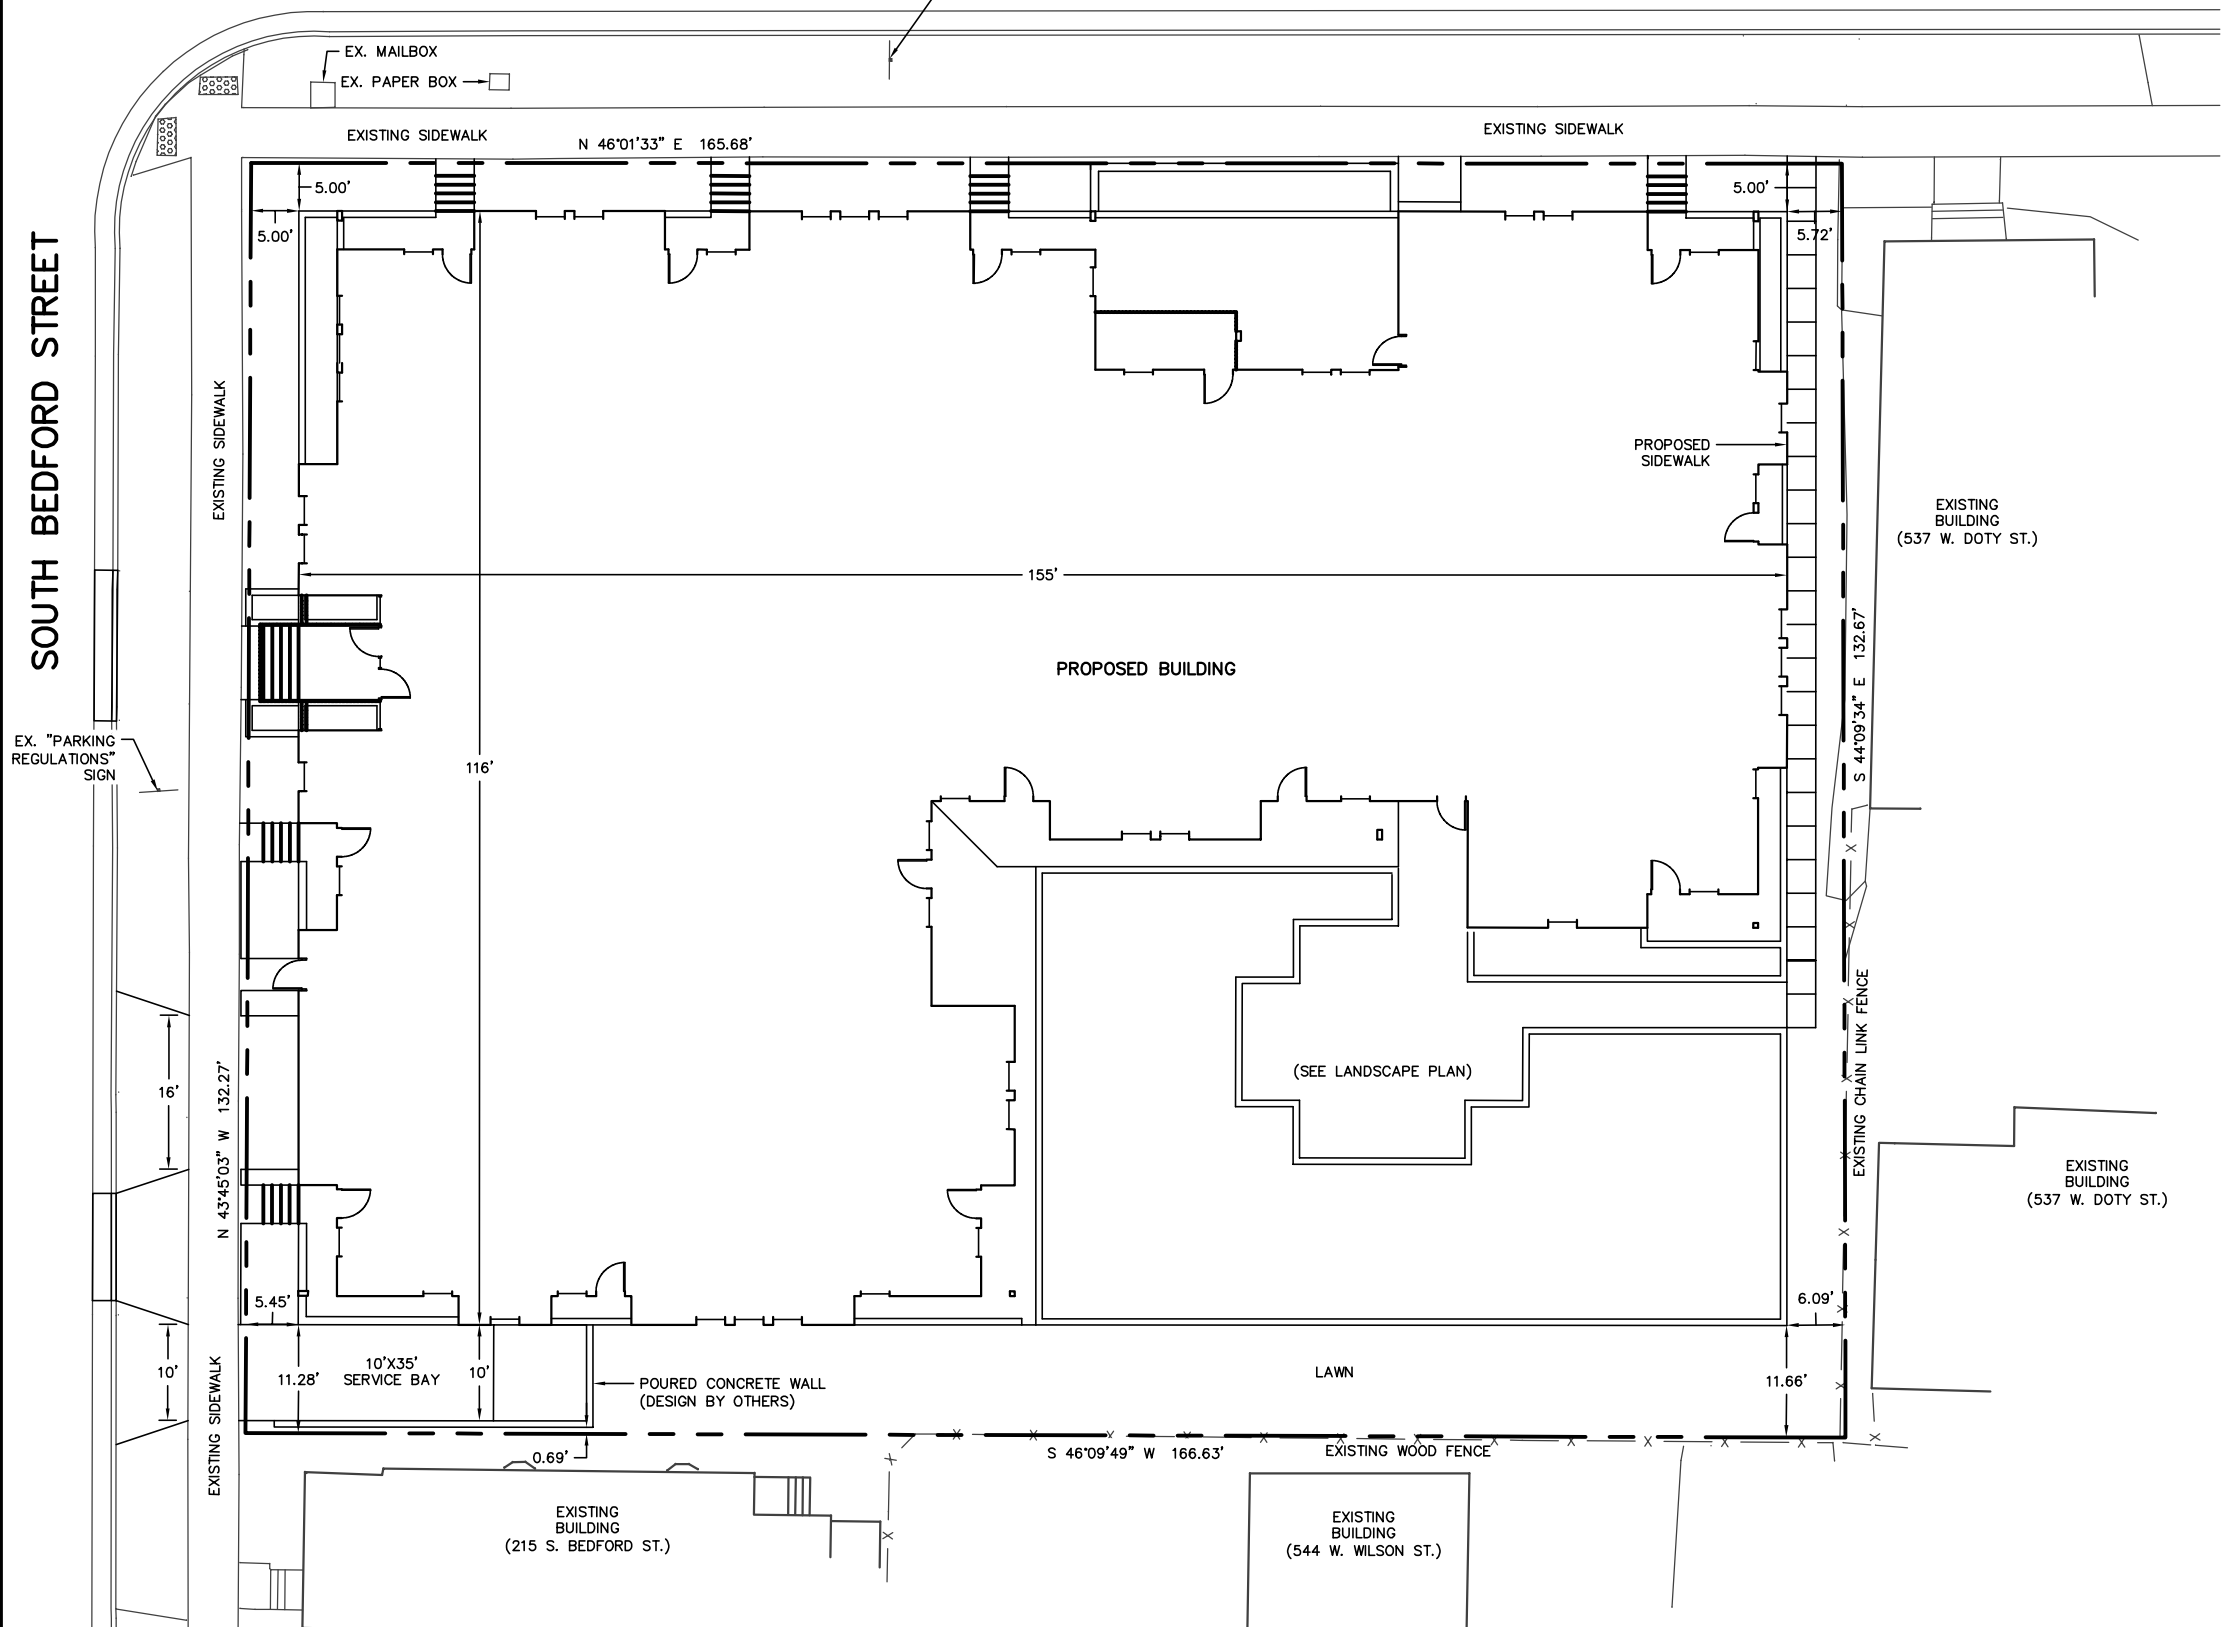 EX. MAILBOX
EX. PAPER BOX
EXISTING SIDEWALK
N 46°01'33" E 165.68'
EXISTING SIDEWALK
5.00'
5.00'
5.00'
5.72'
SOUTH BEDFORD STREET
EXISTING SIDEWALK
PROPOSED
SIDEWALK
EXISTING
BUILDING
(537 W. DOTY ST.)
155'
PROPOSED BUILDING
S 44°09'34" E 132.67'
EX. "PARKING
REGULATIONS"
SIGN
116'
EXISTING CHAIN LINK FENCE
(SEE LANDSCAPE PLAN)
16'
N 43°45'03" W 132.27'
EXISTING
BUILDING
(537 W. DOTY ST.)
5.45'
6.09'
10'
EXISTING SIDEWALK
11.28'
10'X35'
SERVICE BAY
10'
POURED CONCRETE WALL
(DESIGN BY OTHERS)
LAWN
11.66'
0.69'
S 46°09'49" W 166.63'
EXISTING WOOD FENCE
EXISTING
BUILDING
(215 S. BEDFORD ST.)
EXISTING
BUILDING
(544 W. WILSON ST.)